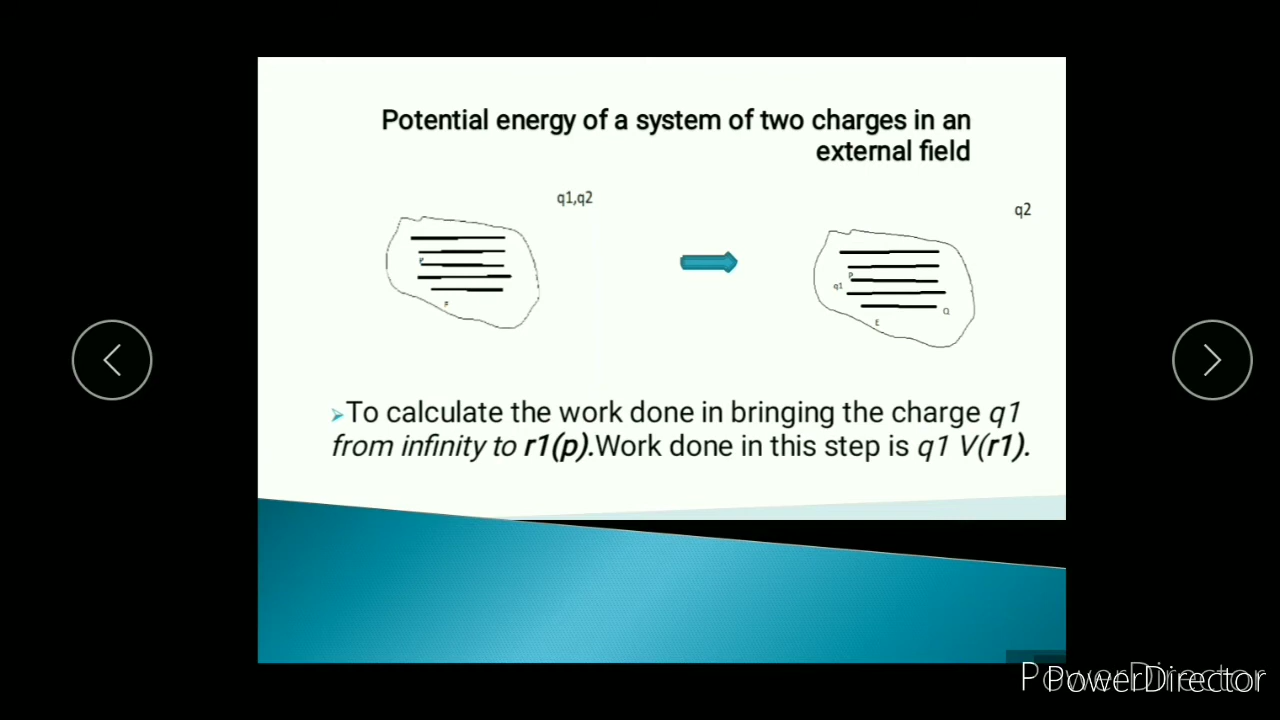 Potential energy of a system of two charges in an
external field
q1,q2
q2
P
q1
P
Q
E
➢To calculate the work done in bringing the charge q1
from infinity to r1(p).Work done in this step is q1 V(r1).
PowerDirector